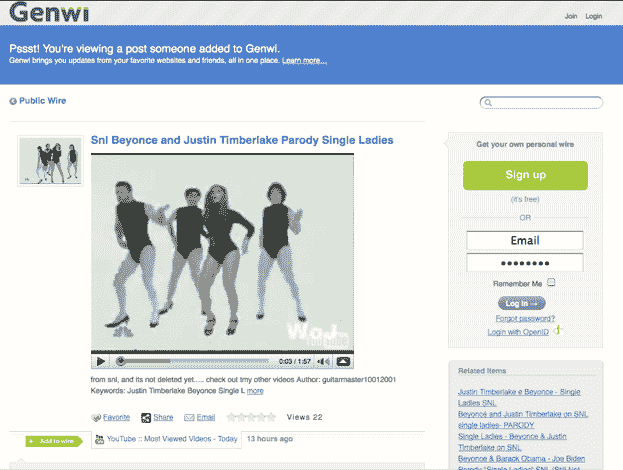 Genwi
Join Login
Pssst! You're viewing a post someone added to Genwi.
Genwi brings you updates from your favorite websites and friends, all in one place. Learn more...
Public Wire
Snl Beyonce and Justin Timberlake Parody Single Ladies
0:03 / 1:57
from snl, and its not deleted yet..... check out tmy other videos Author: guitarmaster10012001
Keywords: Justin Timberlake Beyonce Single L more
Favorite Share Email Views 22
Add to wire
YouTube :: Most Viewed Videos - Today 13 hours ago
Get your own personal wire
Sign up
(it's free)
OR
Email
Remember Me
Log in →
Forgot password?
Login with OpenID
Related Items
Justin Timberlake e Beyonce - Single
Ladies SNL
Beyoncé and Justin Timberlake on SNL
single ladies- PARODY
Single Ladies - Beyonce & Justin
Timberlake on SNL
Beyonce & Barack Obama - Joe Biden